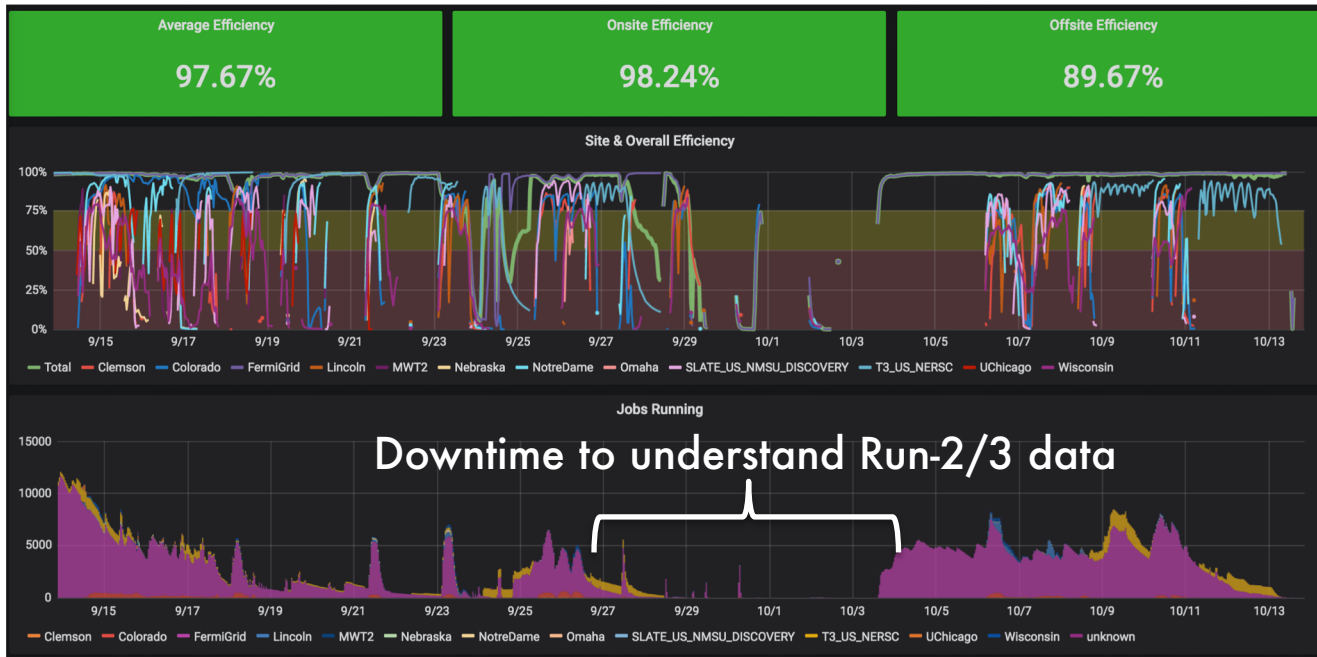 Average Efficiency
97.67%
Onsite Efficiency
98.24%
Offsite Efficiency
89.67%
Site & Overall Efficiency
100%
75%
50%
25%
0%
9/15 9/17 9/19 9/21 9/23 9/25 9/27 9/29 10/1 10/3 10/5 10/7 10/9 10/11 10/13
Total Clemson Colorado FermiGrid Lincoln MWT2 Nebraska NotreDame Omaha SLATE_US_NMSU_DISCOVERY T3_US_NERSC UChicago Wisconsin
Jobs Running
Downtime to understand Run-2/3 data
15000
10000
5000
0
9/15 9/17 9/19 9/21 9/23 9/25 9/27 9/29 10/1 10/3 10/5 10/7 10/9 10/11 10/13
Clemson Colorado FermiGrid Lincoln MWT2 Nebraska NotreDame Omaha SLATE_US_NMSU_DISCOVERY T3_US_NERSC UChicago Wisconsin unknown